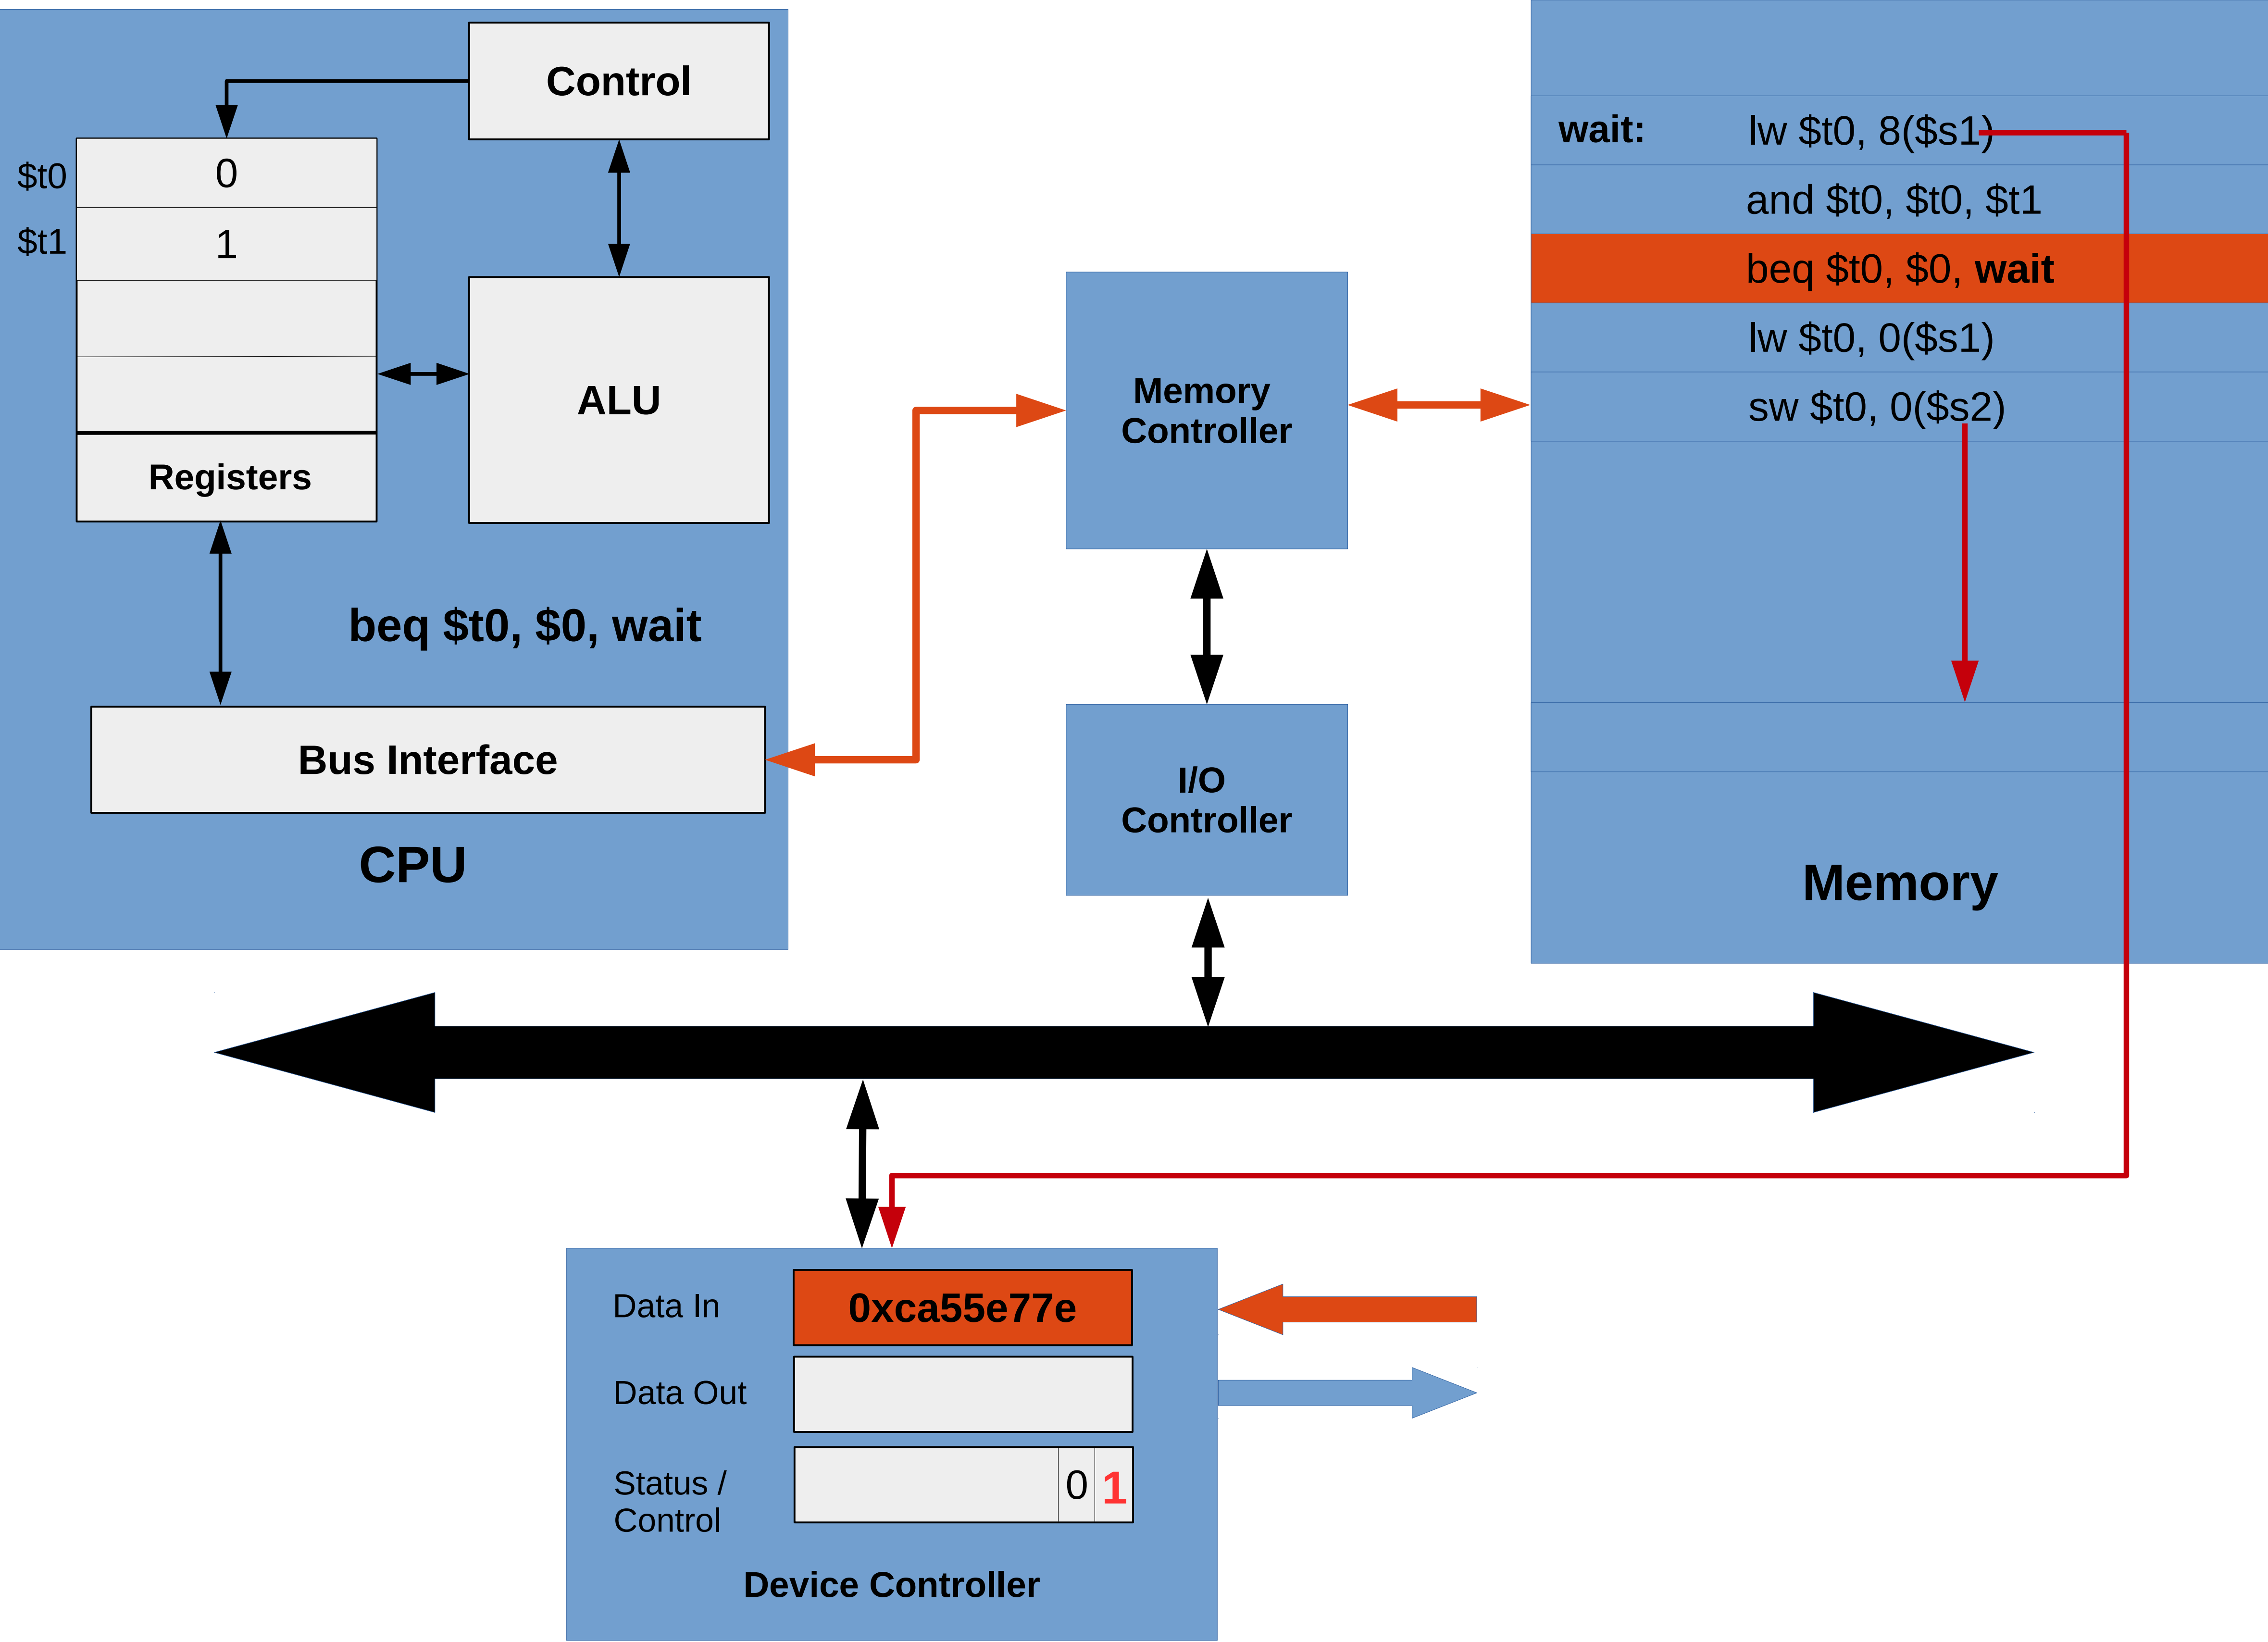 Control
$t0 0
$t1 1
ALU
Registers
beq $t0, $0, wait
Bus Interface
CPU
Memory
Controller
I/O
Controller
wait: lw $t0, 8($s1)
and $t0, $t0, $t1
beq $t0, $0, wait
lw $t0, 0($s1)
sw $t0, 0($s2)
Memory
Data In 0xca55e77e
Data Out
Status /
Control
0 1
Device Controller